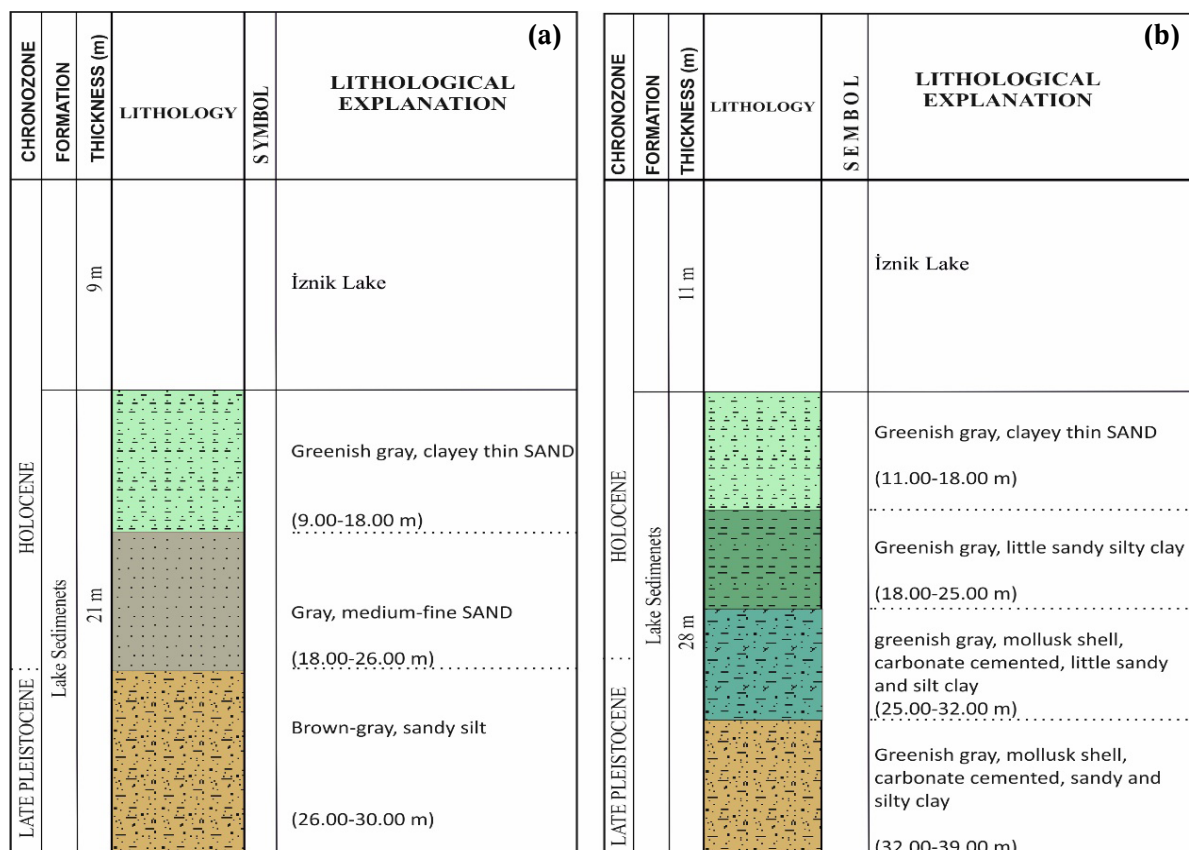 (a)
CHRONOZONE
FORMATION
THICKNESS (m)
LITHOLOGY
SYMBOL
LITHOLOGICAL
EXPLANATION
HOLOCENE
LATE PLEISTOCENE
Lake Sedimenets
9 m
21 m
İznik Lake
Greenish gray, clayey thin SAND
(9.00-18.00 m)
Gray, medium-fine SAND
(18.00-26.00 m)
Brown-gray, sandy silt
(26.00-30.00 m)
(b)
CHRONOZONE
FORMATION
THICKNESS (m)
LITHOLOGY
SEMBOL
LITHOLOGICAL
EXPLANATION
HOLOCENE
LATE PLEISTOCENE
Lake Sedimenets
11 m
28 m
İznik Lake
Greenish gray, clayey thin SAND
(11.00-18.00 m)
Greenish gray, little sandy silty clay
(18.00-25.00 m)
greenish gray, mollusk shell,
carbonate cemented, little sandy
and silt clay
(25.00-32.00 m)
Greenish gray, mollusk shell,
carbonate cemented, sandy and
silty clay
(32.00-39.00 m)